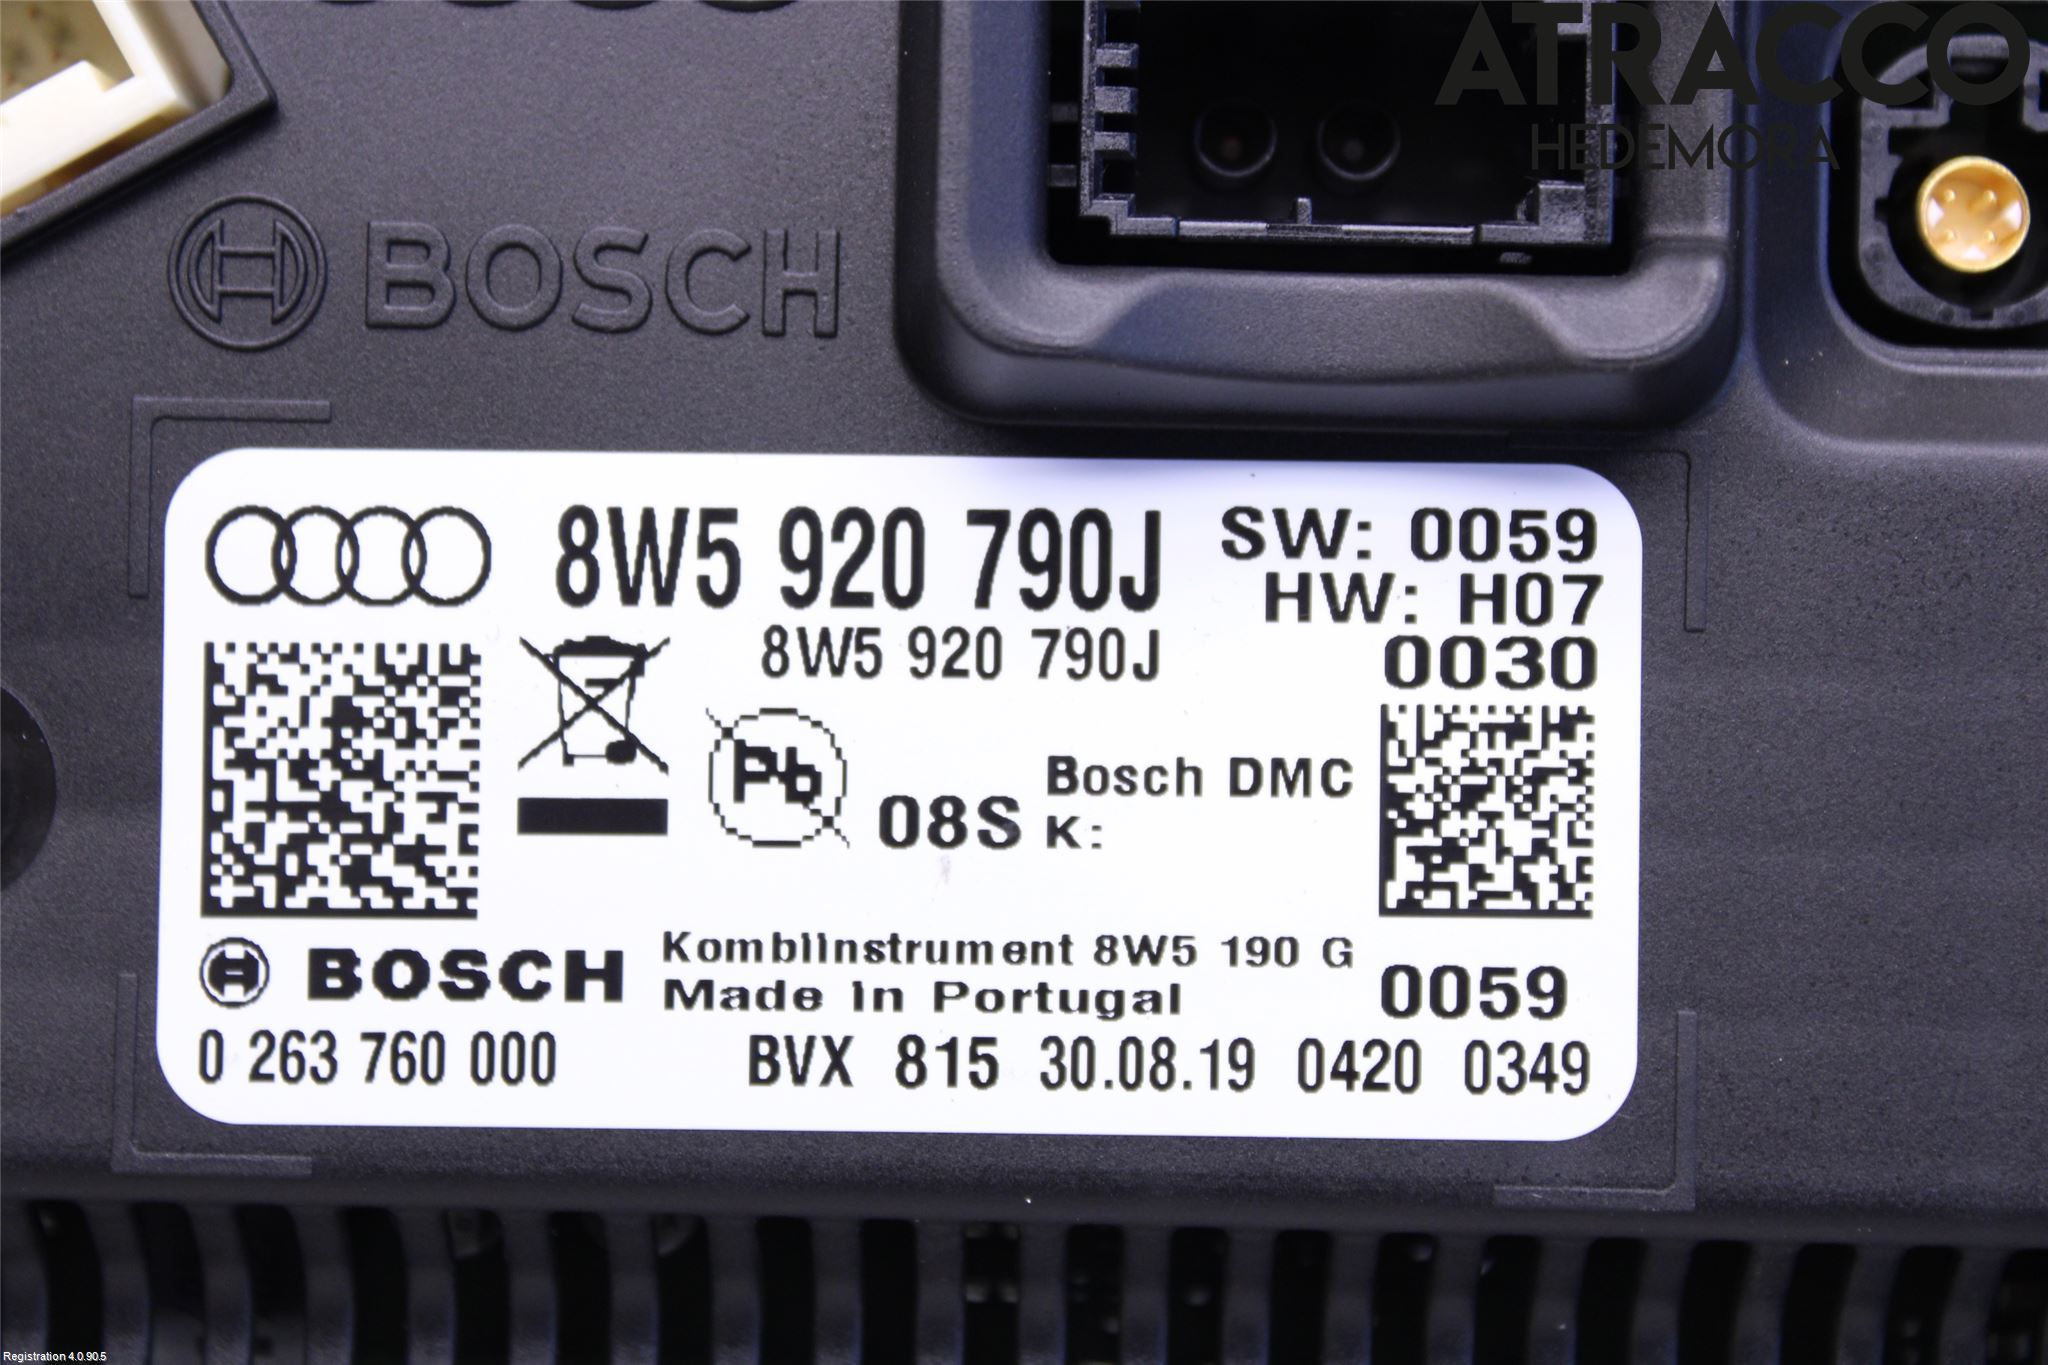 ATRACCO
HEDEMORA
BOSCH
8W5 920 790J
SW: 0059
HW: H07
8W5 920 790J
0030
Pb
08S
Bosch DMC
K:
BOSCH
Kombiinstrument 8W5 190 G
Made in Portugal
0059
0 263 760 000
BVX 815 30.08.19 0420 0349
Registration 4.0.90.5